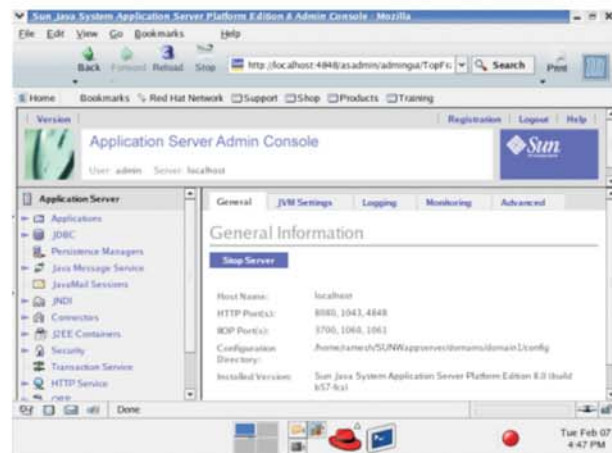 Sun Java System Application Server Platform Edition 8 Admin Console - Mozilla
File Edit View Go Bookmarks Help
Back Forward Reload Stop http://localhost:4848/asadmin/admingui/TopFra Search Print
Home Bookmarks Red Hat Network Support Shop Products Training
Version Registration Logout Help
Application Server Admin Console
User: admin Server: localhost
Sun
Application Server
Applications
JDBC
Persistence Managers
Java Message Service
JavaMail Sessions
JNDI
Connectors
J2EE Containers
Security
Transaction Service
HTTP Service
ORB
General JVM Settings Logging Monitoring Advanced
General Information
Stop Server
Host Name: localhost
HTTP Port(s): 8080, 1043, 4848
IIOP Port(s): 3700, 1060, 1061
Configuration Directory: /home/ramesh/SUNWappserver/domains/domain1/config
Installed Version: Sun Java System Application Server Platform Edition 8.0 (build
b57-fcs)
Done
Tue Feb 07
4:47 PM